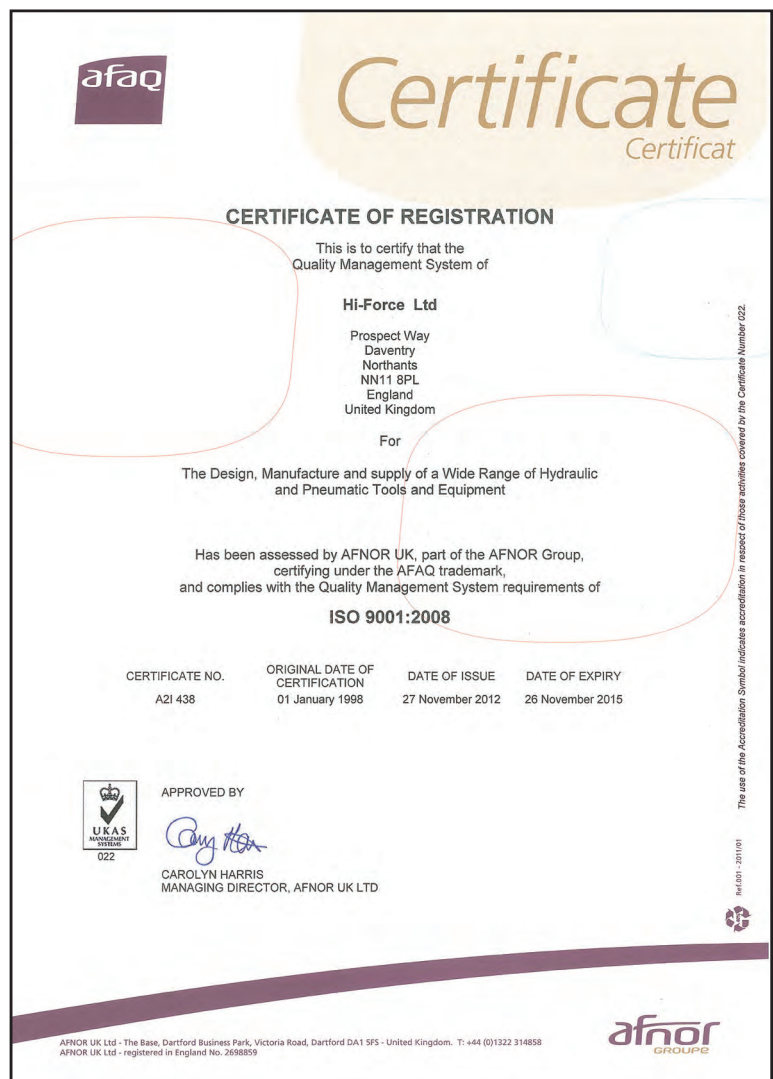 afaq
Certificate
Certificat
CERTIFICATE OF REGISTRATION
This is to certify that the
Quality Management System of
Hi-Force Ltd
Prospect Way
Daventry
Northants
NN11 8PL
England
United Kingdom
For
The Design, Manufacture and supply of a Wide Range of Hydraulic
and Pneumatic Tools and Equipment
Has been assessed by AFNOR UK, part of the AFNOR Group,
certifying under the AFAQ trademark,
and complies with the Quality Management System requirements of
ISO 9001:2008
CERTIFICATE NO.
A2I 438
ORIGINAL DATE OF
CERTIFICATION
01 January 1998
DATE OF ISSUE
27 November 2012
DATE OF EXPIRY
26 November 2015
UKAS
MANAGEMENT
SYSTEMS
022
APPROVED BY
CAROLYN HARRIS
MANAGING DIRECTOR, AFNOR UK LTD
The use of the Accreditation Symbol indicates accreditation in respect of those activities covered by the Certificate Number 022.
Ref.001 - 2011/01
AFNOR UK Ltd - The Base, Dartford Business Park, Victoria Road, Dartford DA1 5FS - United Kingdom. T: +44 (0)1322 314858
AFNOR UK Ltd - registered in England No. 2698859
afnor
GROUPE